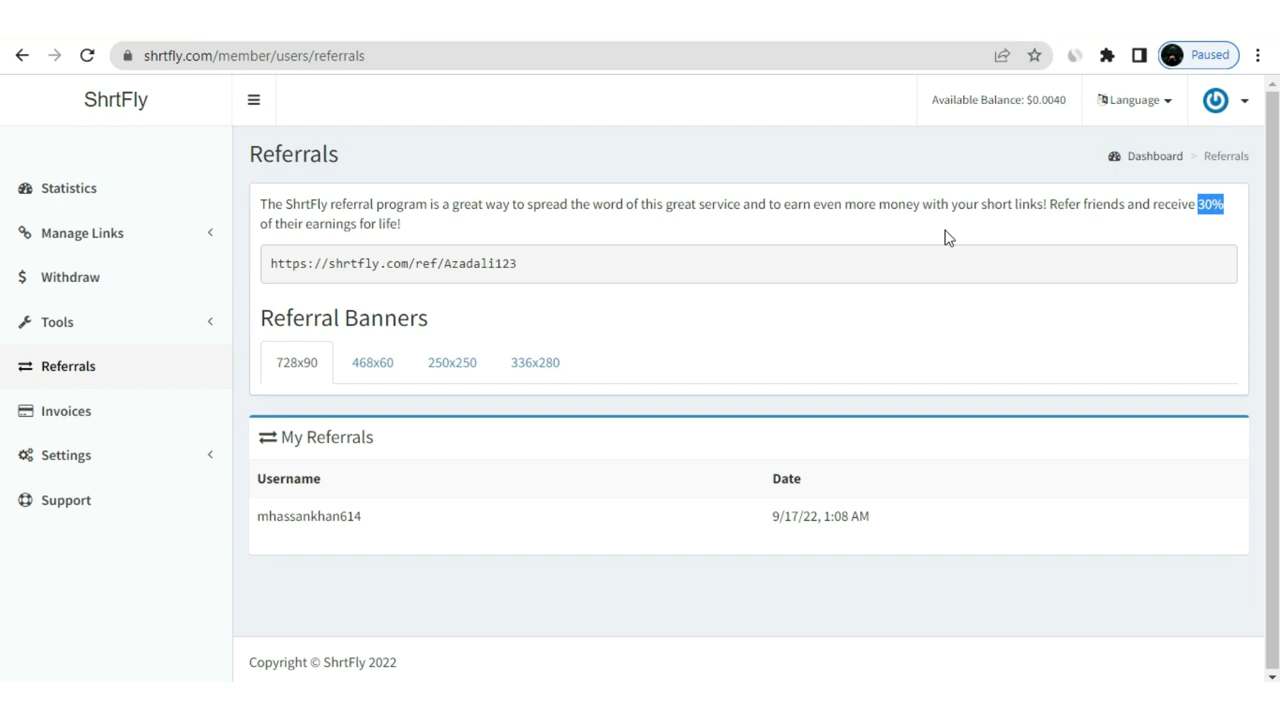 shrtfly.com/member/users/referrals
Paused
ShrtFly
Available Balance: $0.0040
Language
Referrals
Dashboard > Referrals
Statistics
Manage Links
Withdraw
Tools
Referrals
Invoices
Settings
Support
The ShrtFly referral program is a great way to spread the word of this great service and to earn even more money with your short links! Refer friends and receive 30%
of their earnings for life!
https://shrtfly.com/ref/Azadali123
Referral Banners
728x90 468x60 250x250 336x280
My Referrals
Username Date
mhassankhan614 9/17/22, 1:08 AM
Copyright © ShrtFly 2022